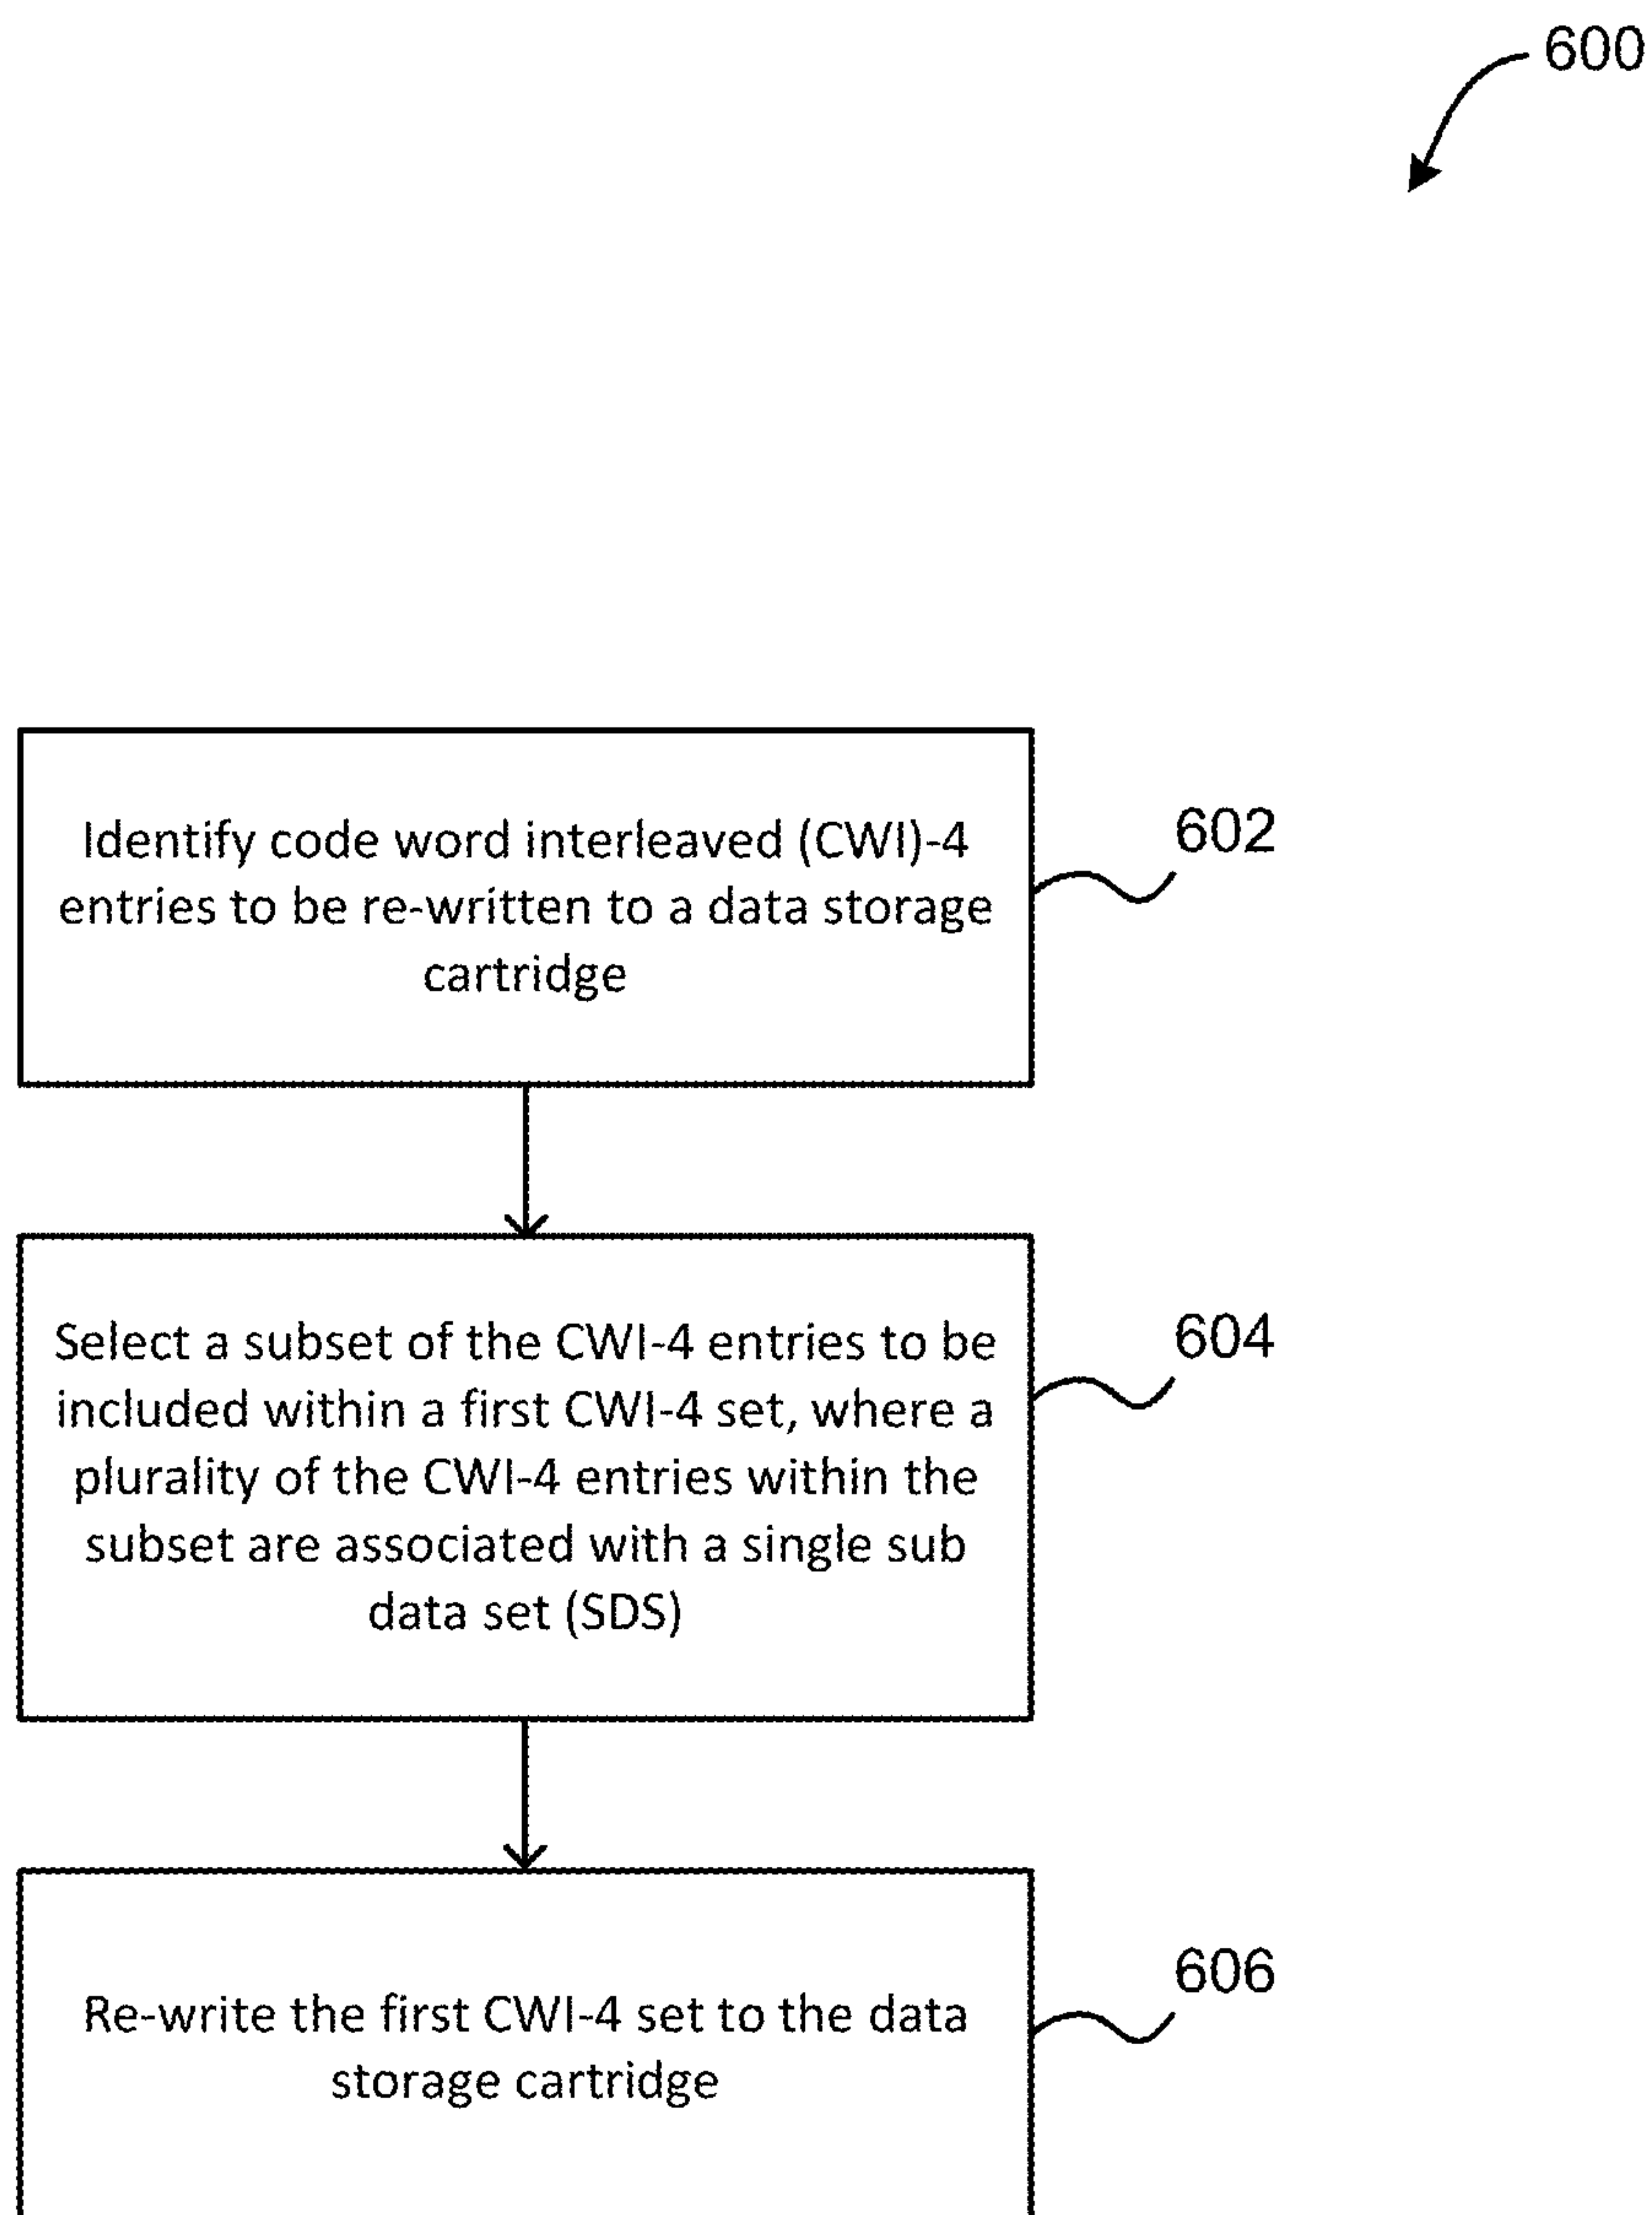 600
Identify code word interleaved (CWI)-4
entries to be re-written to a data storage
cartridge
602
Select a subset of the CWI-4 entries to be
included within a first CWI-4 set, where a
plurality of the CWI-4 entries within the
subset are associated with a single sub
data set (SDS)
604
Re-write the first CWI-4 set to the data
storage cartridge
606